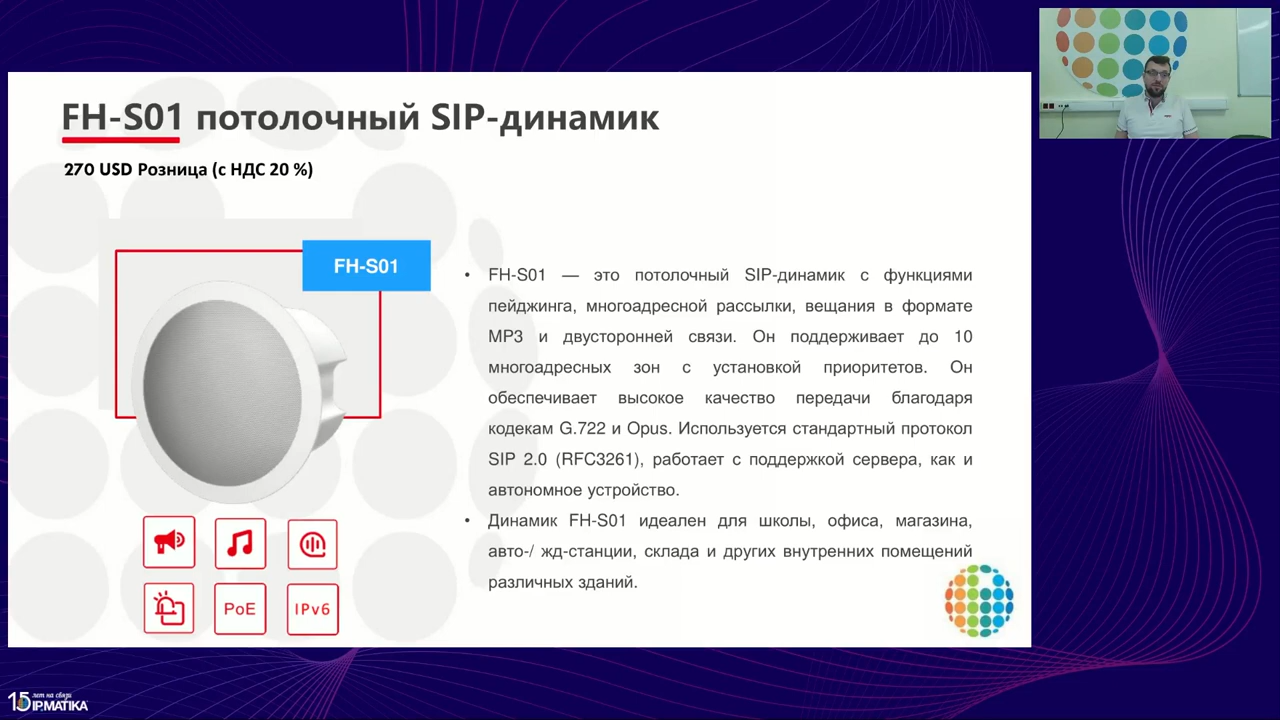 FH-S01 потолочный SIP-динамик
270 USD Розница (с НДС 20 %)
FH-S01
• FH-S01 — это потолочный SIP-динамик с функциями
пейджинга, многоадресной рассылки, вещания в формате
MP3 и двусторонней связи. Он поддерживает до 10
многоадресных зон с установкой приоритетов. Он
обеспечивает высокое качество передачи благодаря
кодекам G.722 и Opus. Используется стандартный протокол
SIP 2.0 (RFC3261), работает с поддержкой сервера, как и
автономное устройство.
• Динамик FH-S01 идеален для школы, офиса, магазина,
авто-/ жд-станции, склада и других внутренних помещений
различных зданий.
PoE
IPv6
15 лет на связи
IPMATIKA